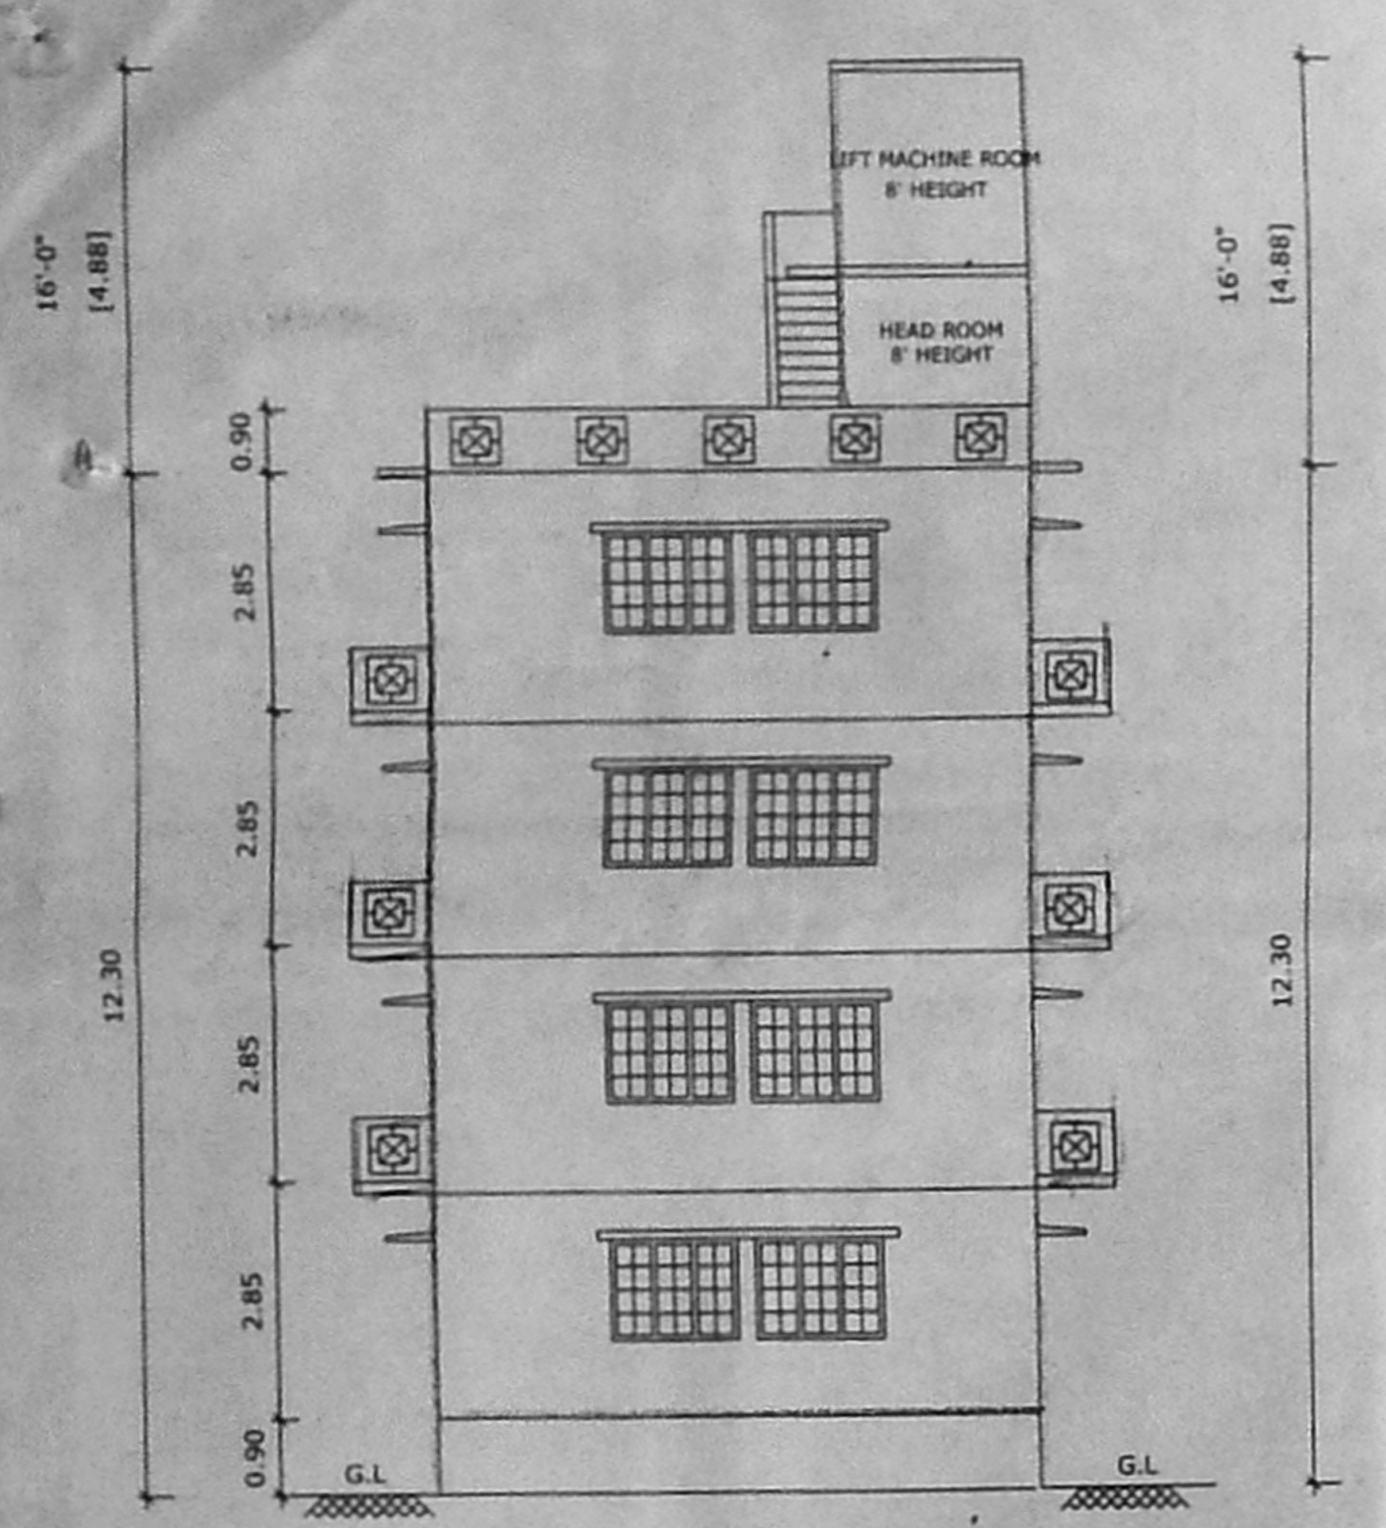 LIFT MACHINE ROOM
8' HEIGHT
16'-0"
[4.88]
16'-0"
[4.88]
HEAD ROOM
8' HEIGHT
0.90
2.85
2.85
12.30
12.30
2.85
2.85
0.90
G.L
G.L